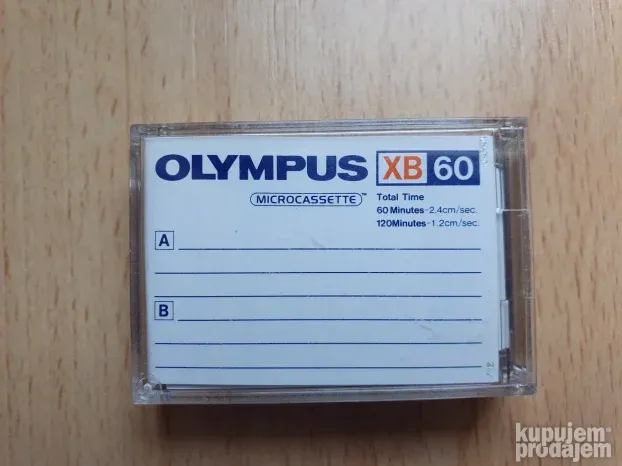 OLYMPUS XB 60
MICROCASSETTE™
Total Time
60 Minutes-2.4cm/sec.
120Minutes-1.2cm/sec.
A
B
kupujem
prodajem